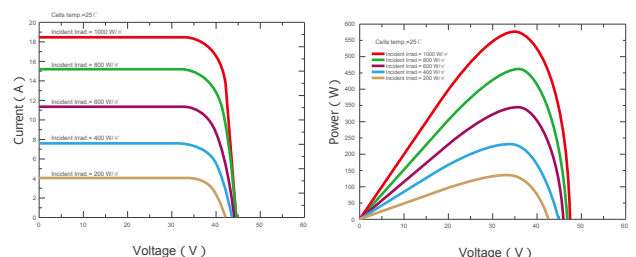 Cells temp.=25℃
Incident Irrad.= 1000 W/㎡
Incident Irrad.= 800 W/㎡
Incident Irrad.= 600 W/㎡
Incident Irrad.= 400 W/㎡
Incident Irrad.= 200 W/㎡
Current ( A )
20
18
16
14
12
10
8
6
4
2
0
0 10 20 30 40 50 60
Voltage ( V )
Cells temp.=25℃
Incident Irrad.= 1000 W/㎡
Incident Irrad.= 800 W/㎡
Incident Irrad.= 600 W/㎡
Incident Irrad.= 400 W/㎡
Incident Irrad.= 200 W/㎡
Power ( W )
600
550
500
450
400
350
300
250
200
150
100
50
0
0 10 20 30 40 50 60
Voltage ( V )